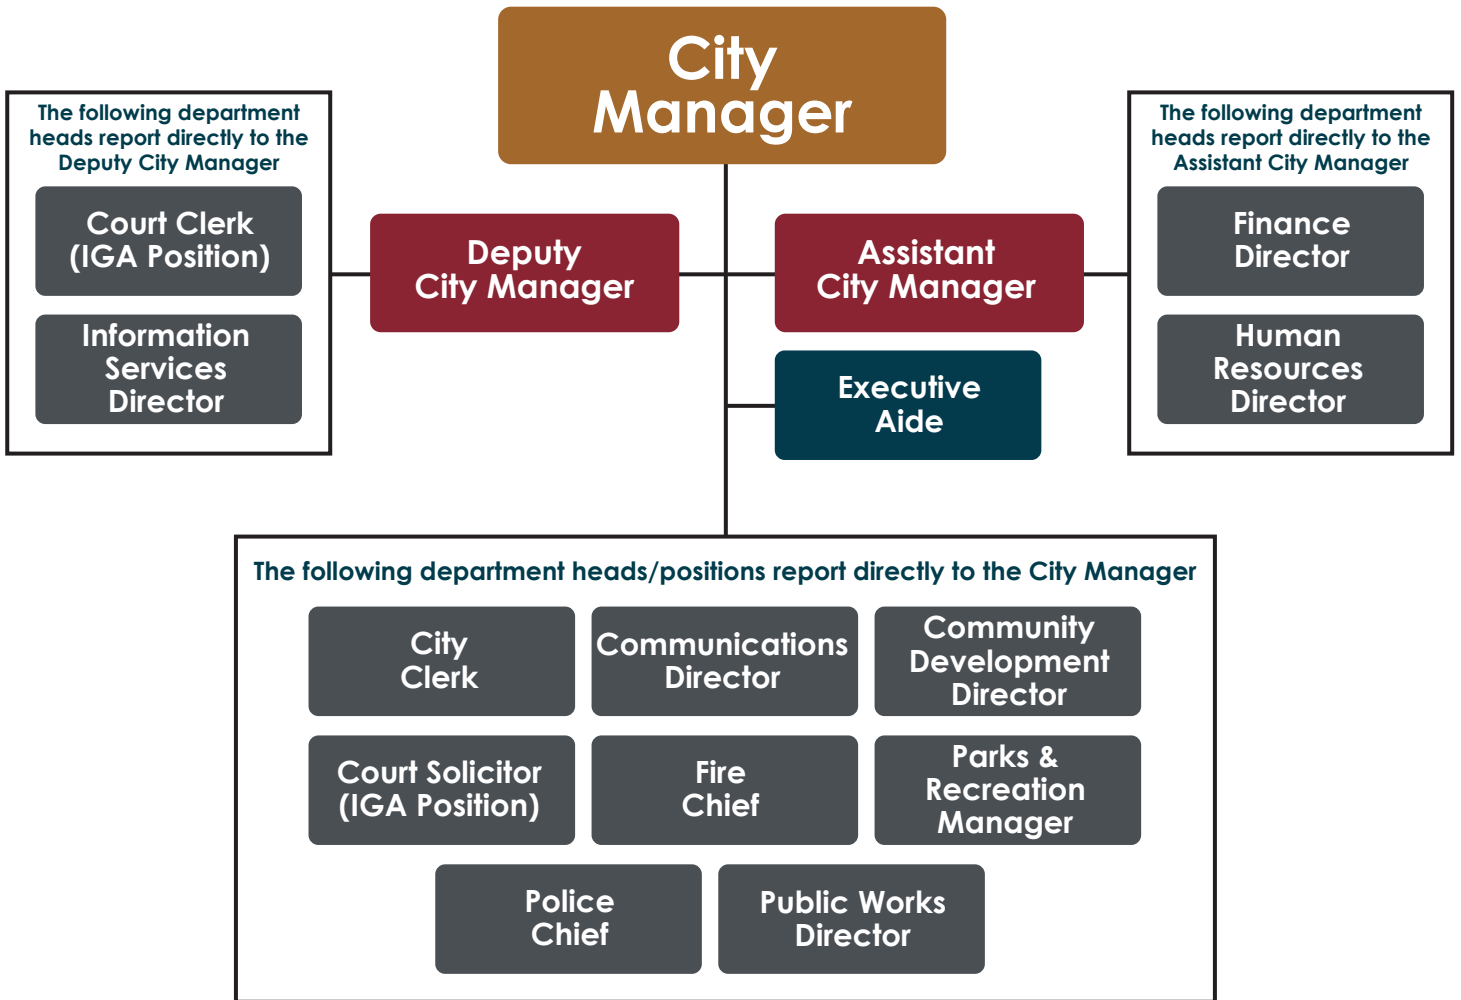 City
Manager
The following department
heads report directly to the
Deputy City Manager
Court Clerk
(IGA Position)
Information
Services
Director
Deputy
City Manager
Assistant
City Manager
Executive
Aide
The following department
heads report directly to the
Assistant City Manager
Finance
Director
Human
Resources
Director
The following department heads/positions report directly to the City Manager
City
Clerk
Communications
Director
Community
Development
Director
Court Solicitor
(IGA Position)
Fire
Chief
Parks &
Recreation
Manager
Police
Chief
Public Works
Director